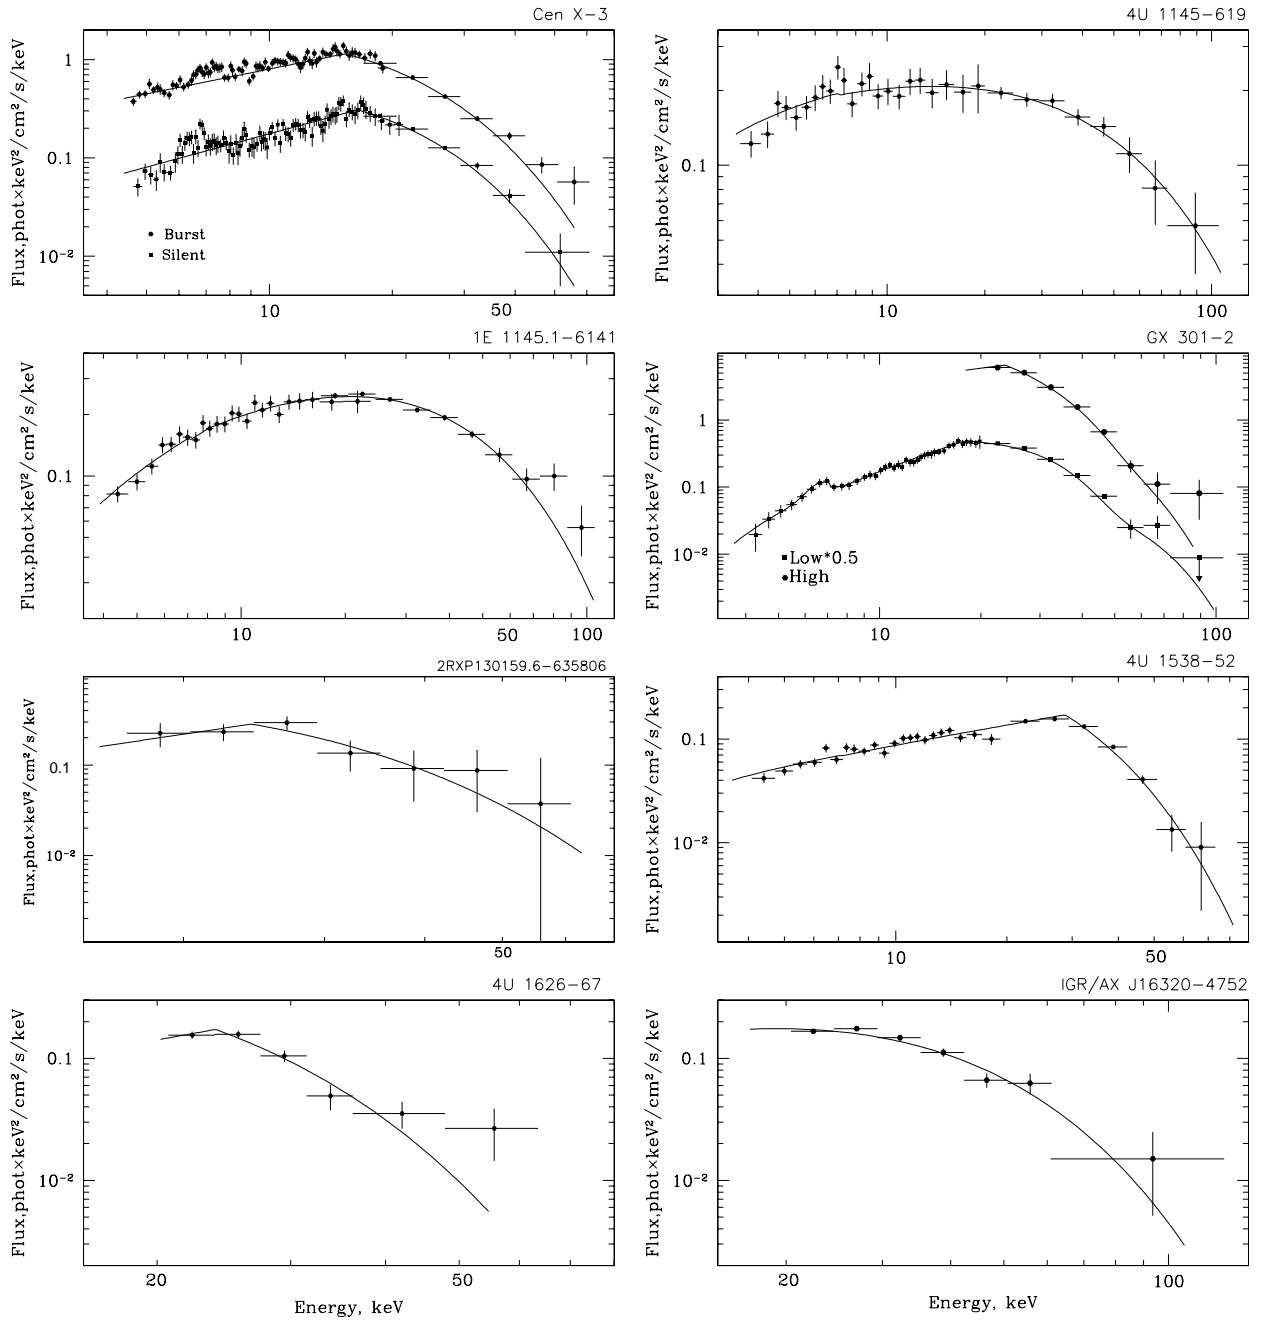 Cen X-3
Flux,phot×keV²/cm²/s/keV
1
0.1
10⁻²
Burst
Silent
10
50
4U 1145-619
Flux,phot×keV²/cm²/s/keV
0.1
10
100
1E 1145.1-6141
Flux,phot×keV²/cm²/s/keV
0.1
10
50
100
GX 301-2
Flux,phot×keV²/cm²/s/keV
1
0.1
10⁻²
Low*0.5
High
10
100
2RXP130159.6-635806
Flux,phot×keV²/cm²/s/keV
0.1
10⁻²
50
4U 1538-52
Flux,phot×keV²/cm²/s/keV
0.1
10⁻²
10
50
4U 1626-67
Flux,phot×keV²/cm²/s/keV
0.1
10⁻²
20
50
Energy, keV
IGR/AX J16320-4752
Flux,phot×keV²/cm²/s/keV
0.1
10⁻²
20
100
Energy, keV